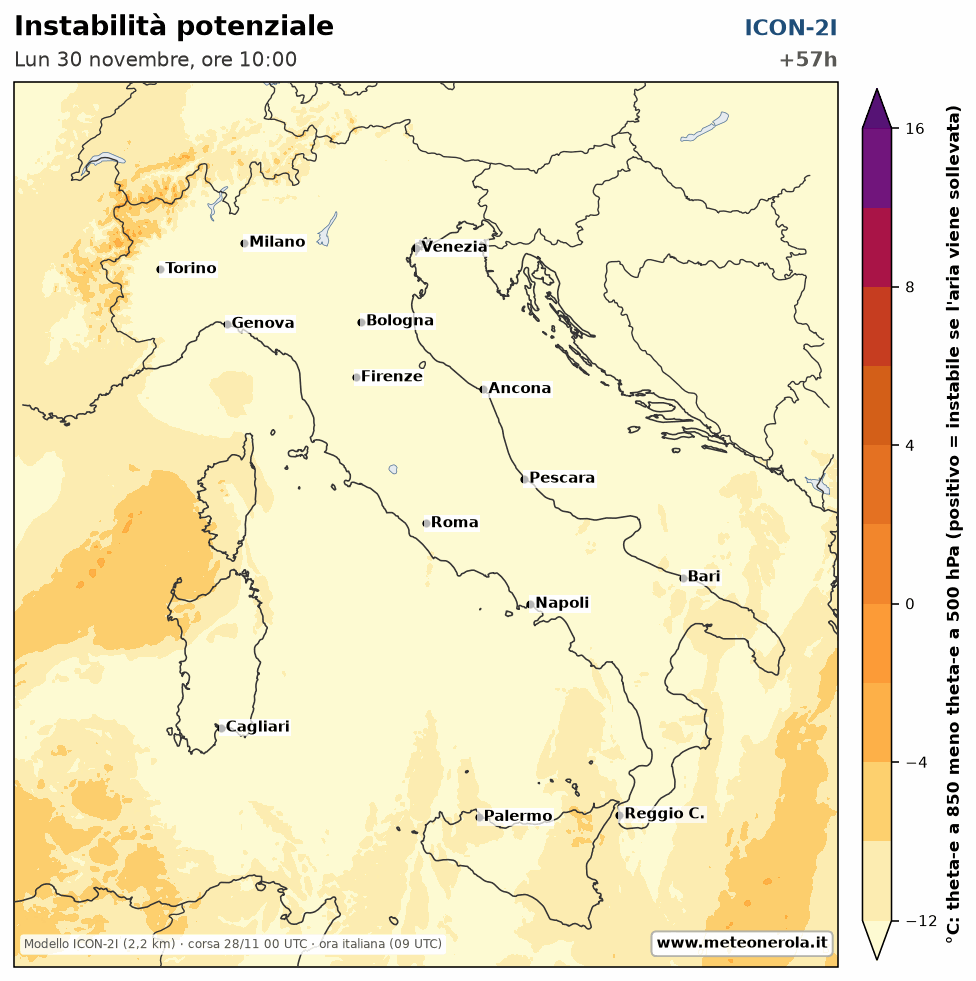 Instabilità potenziale
ICON-2I
Lun 30 novembre, ore 10:00
+57h
Milano
Venezia
Torino
Genova
Bologna
Firenze
Ancona
Pescara
Roma
Bari
Napoli
Cagliari
Palermo
Reggio C.
Modello ICON-2I (2,2 km) · corsa 28/11 00 UTC · ora italiana (09 UTC)
www.meteonerola.it
16
8
4
0
−4
−12
°C: theta-e a 850 meno theta-e a 500 hPa (positivo = instabile se l'aria viene sollevata)